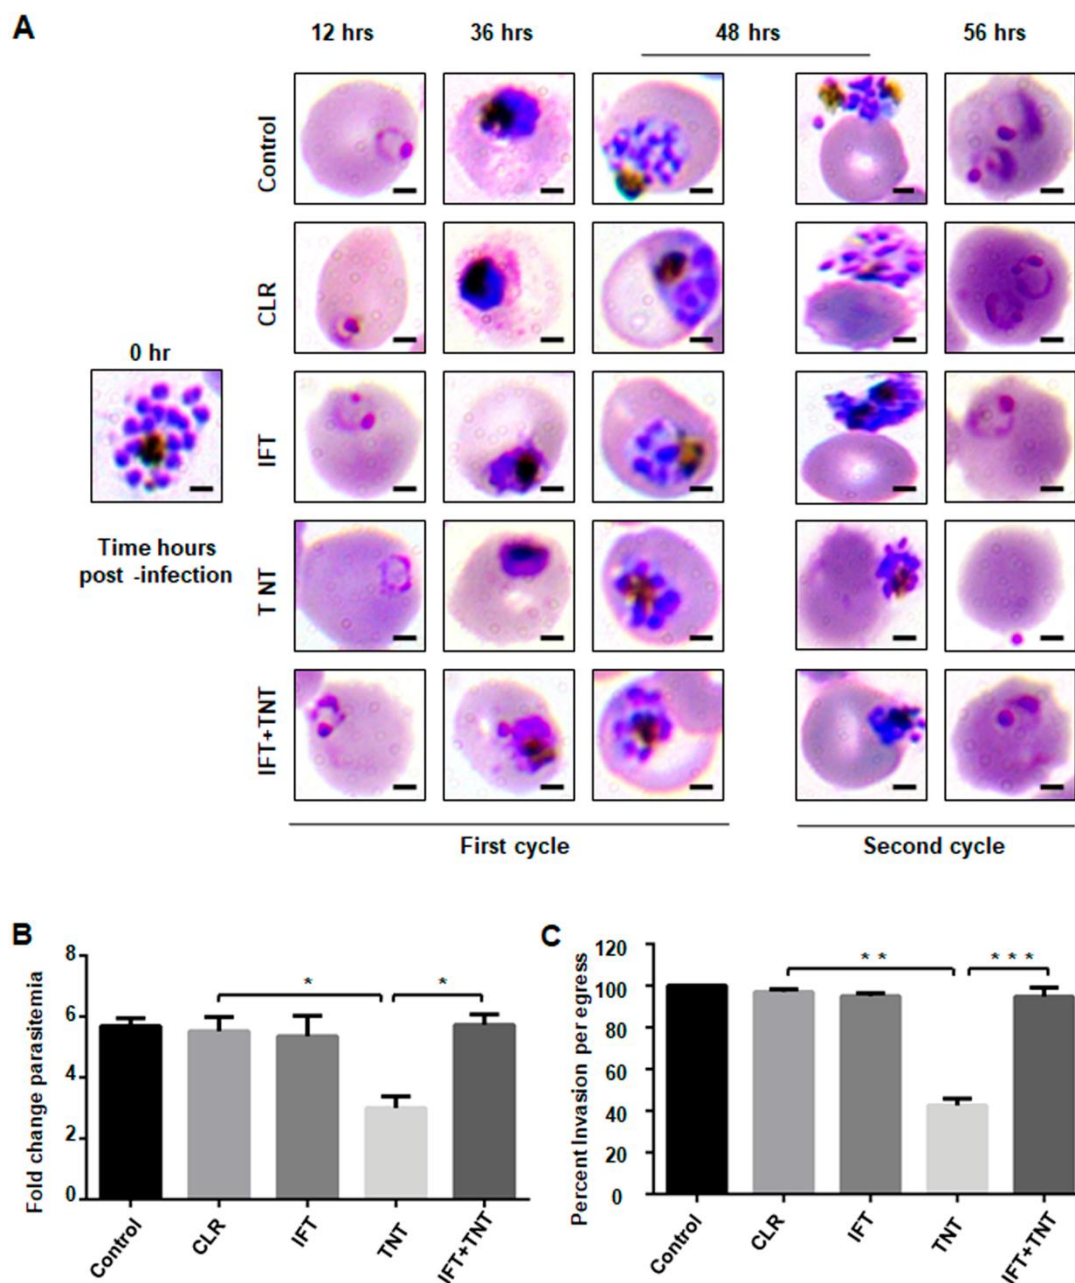 A
12 hrs 36 hrs 48 hrs 56 hrs
Control
CLR
0 hr
IFT
Time hours
post -infection
T NT
IFT+TNT
First cycle Second cycle
B
Fold change parasitemia
8
6
4
2
0
* *
Control CLR IFT TNT IFT+TNT
C
Percent Invasion per egress
120
100
80
60
40
20
0
* * * * *
Control CLR IFT TNT IFT+TNT